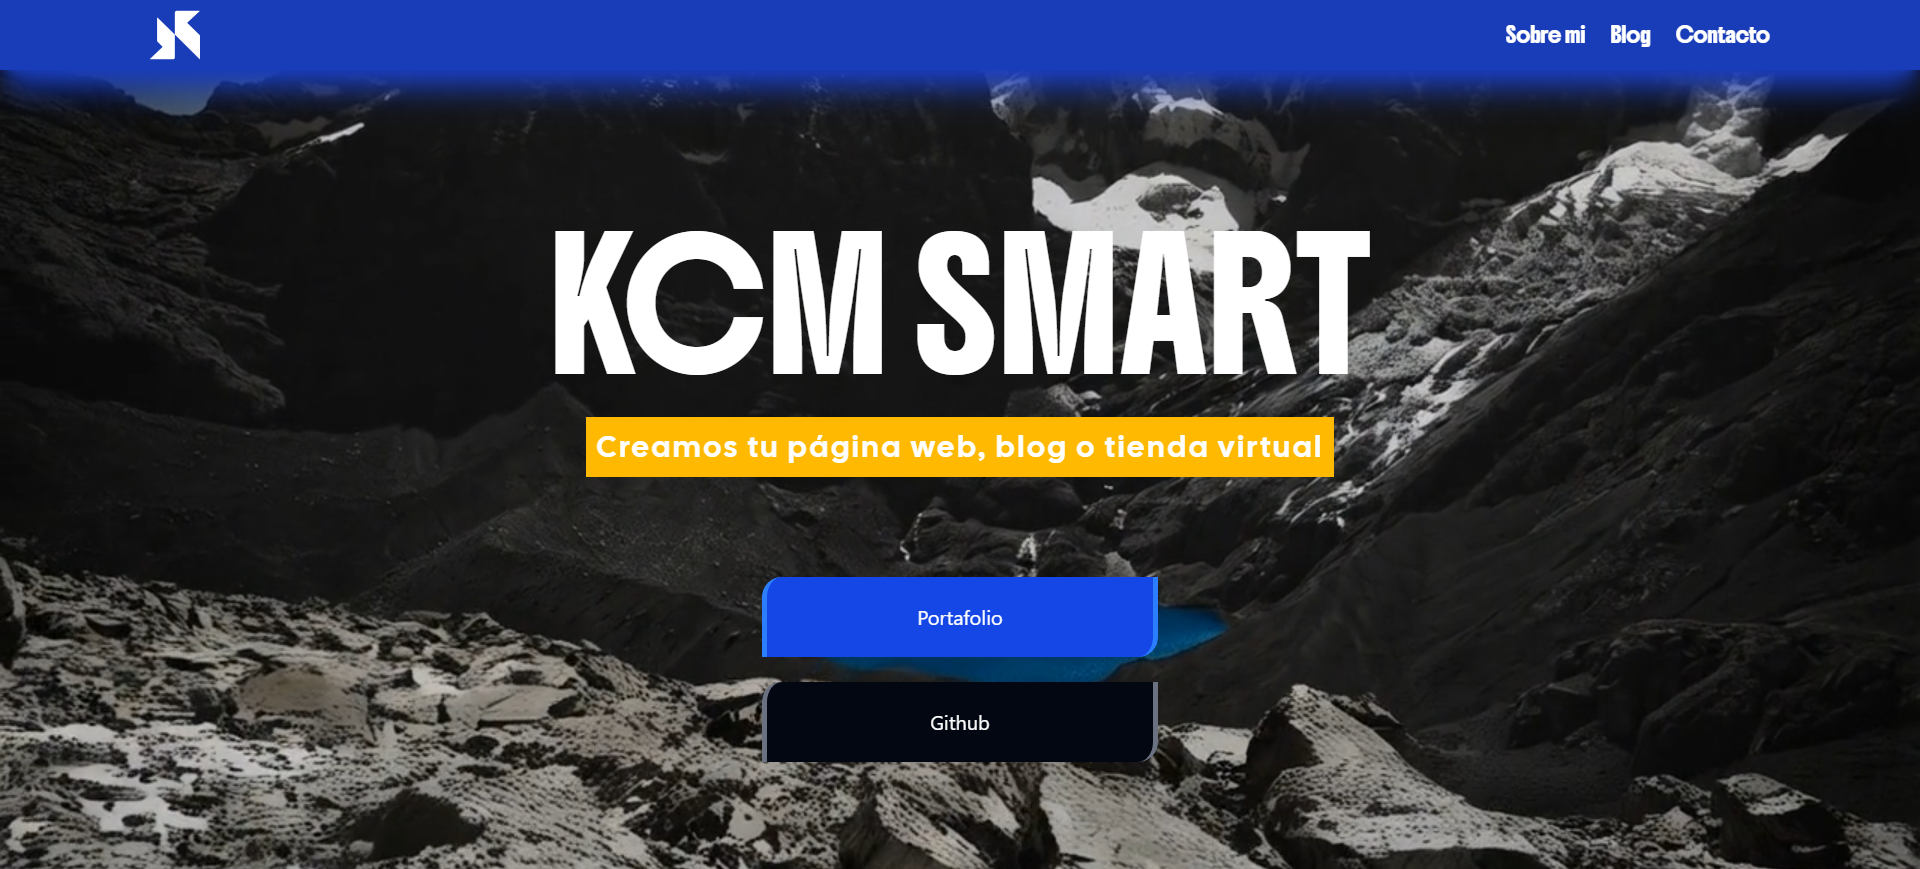 Sobre mi
Blog
Contacto
KCM SMART
Creamos tu página web, blog o tienda virtual
Portafolio
Github